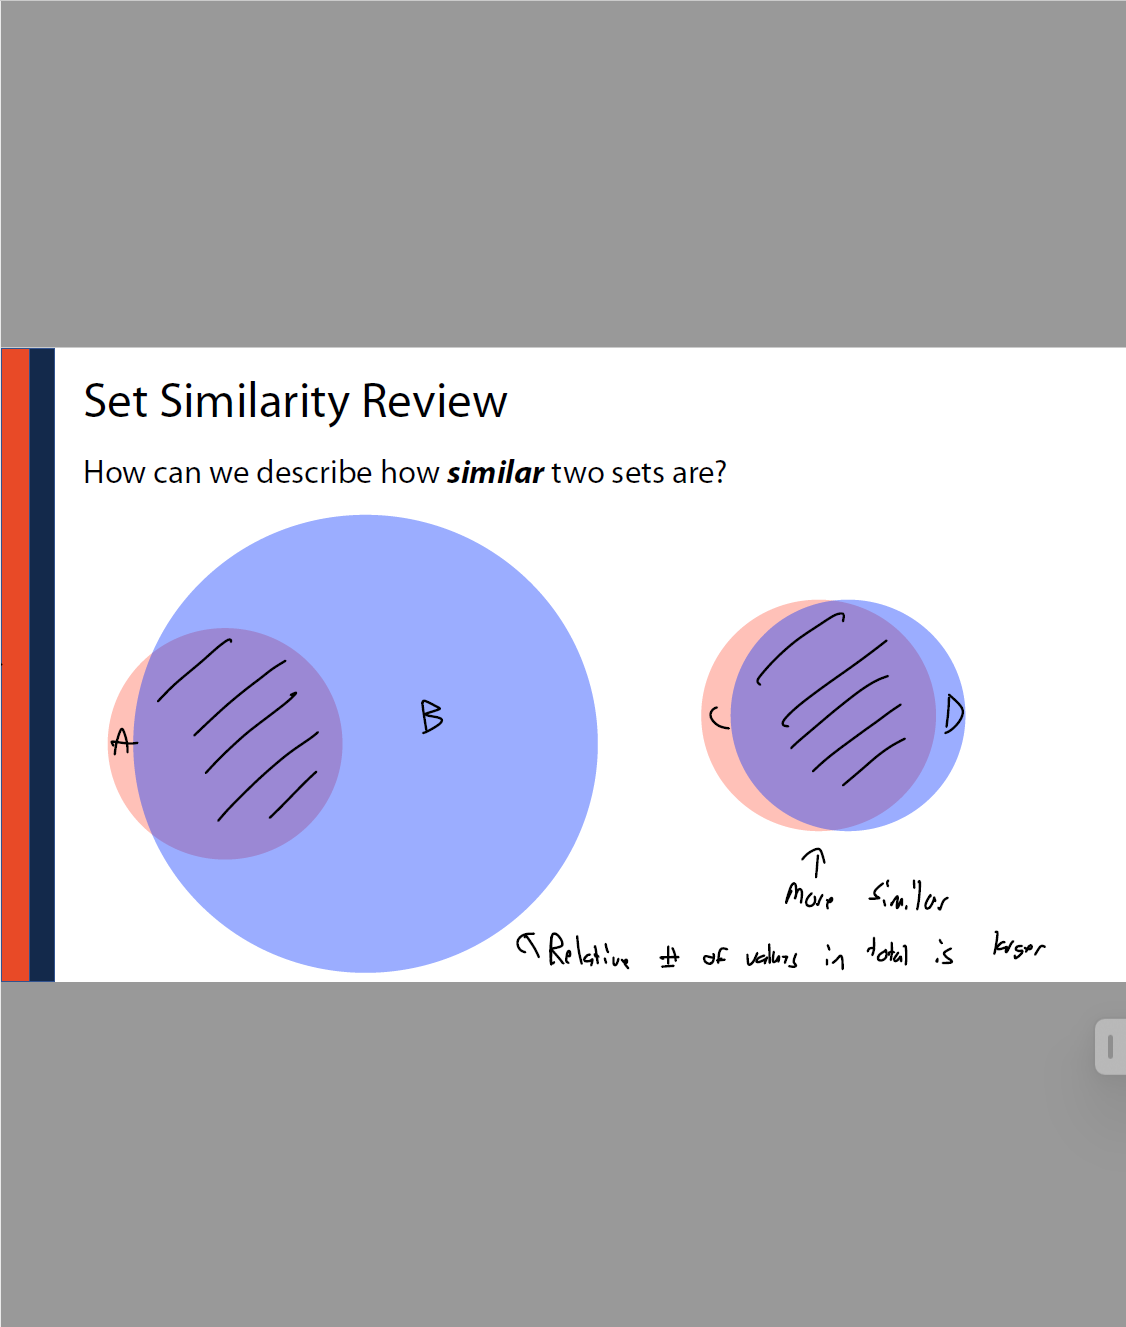 Set Similarity Review
How can we describe how similar two sets are?
A
B
C
D
More similar
Relative # of values in total is larger